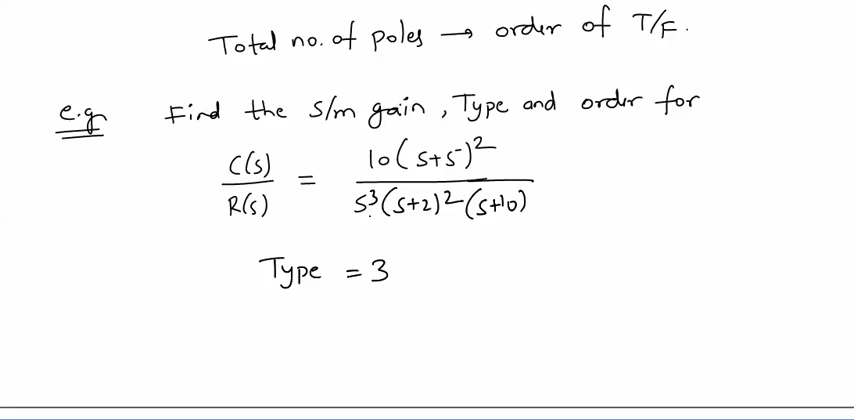 Total no. of poles → order of T/F.
e.g. Find the s/m gain, Type and order for
C(s)/R(s) = 10(s+5)²/s³(s+2)²(s+10)
Type = 3